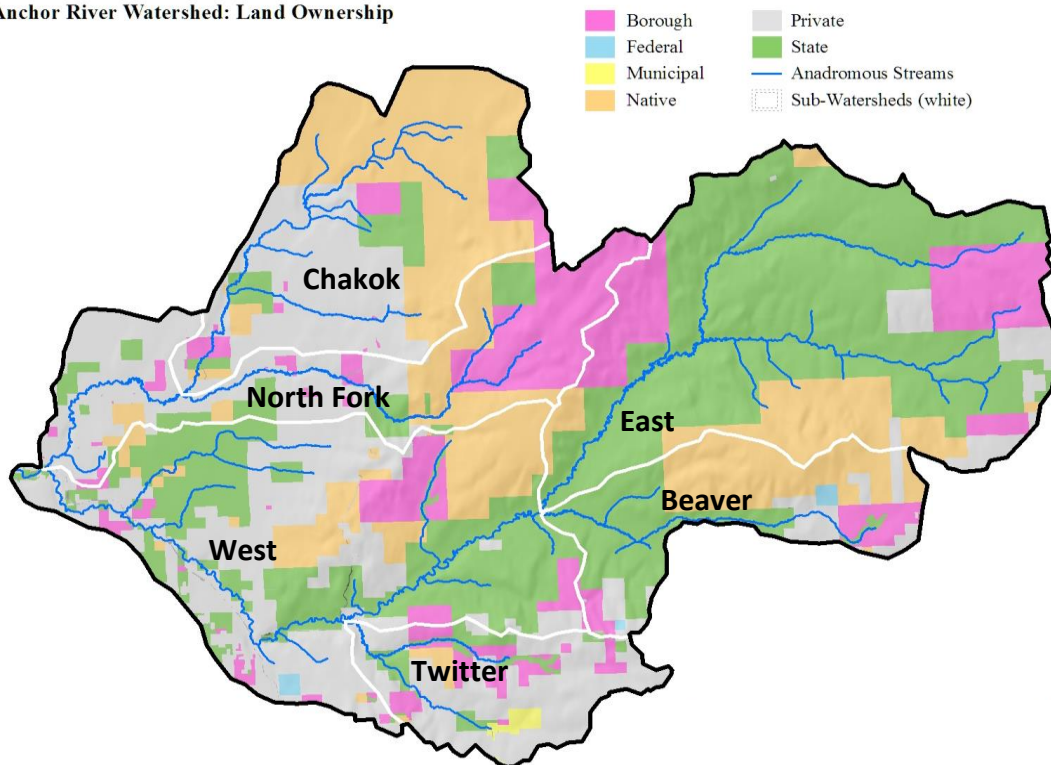 Anchor River Watershed: Land Ownership
Borough
Federal
Municipal
Native
Private
State
Anadromous Streams
Sub-Watersheds (white)
Chakok
North Fork
East
Beaver
West
Twitter